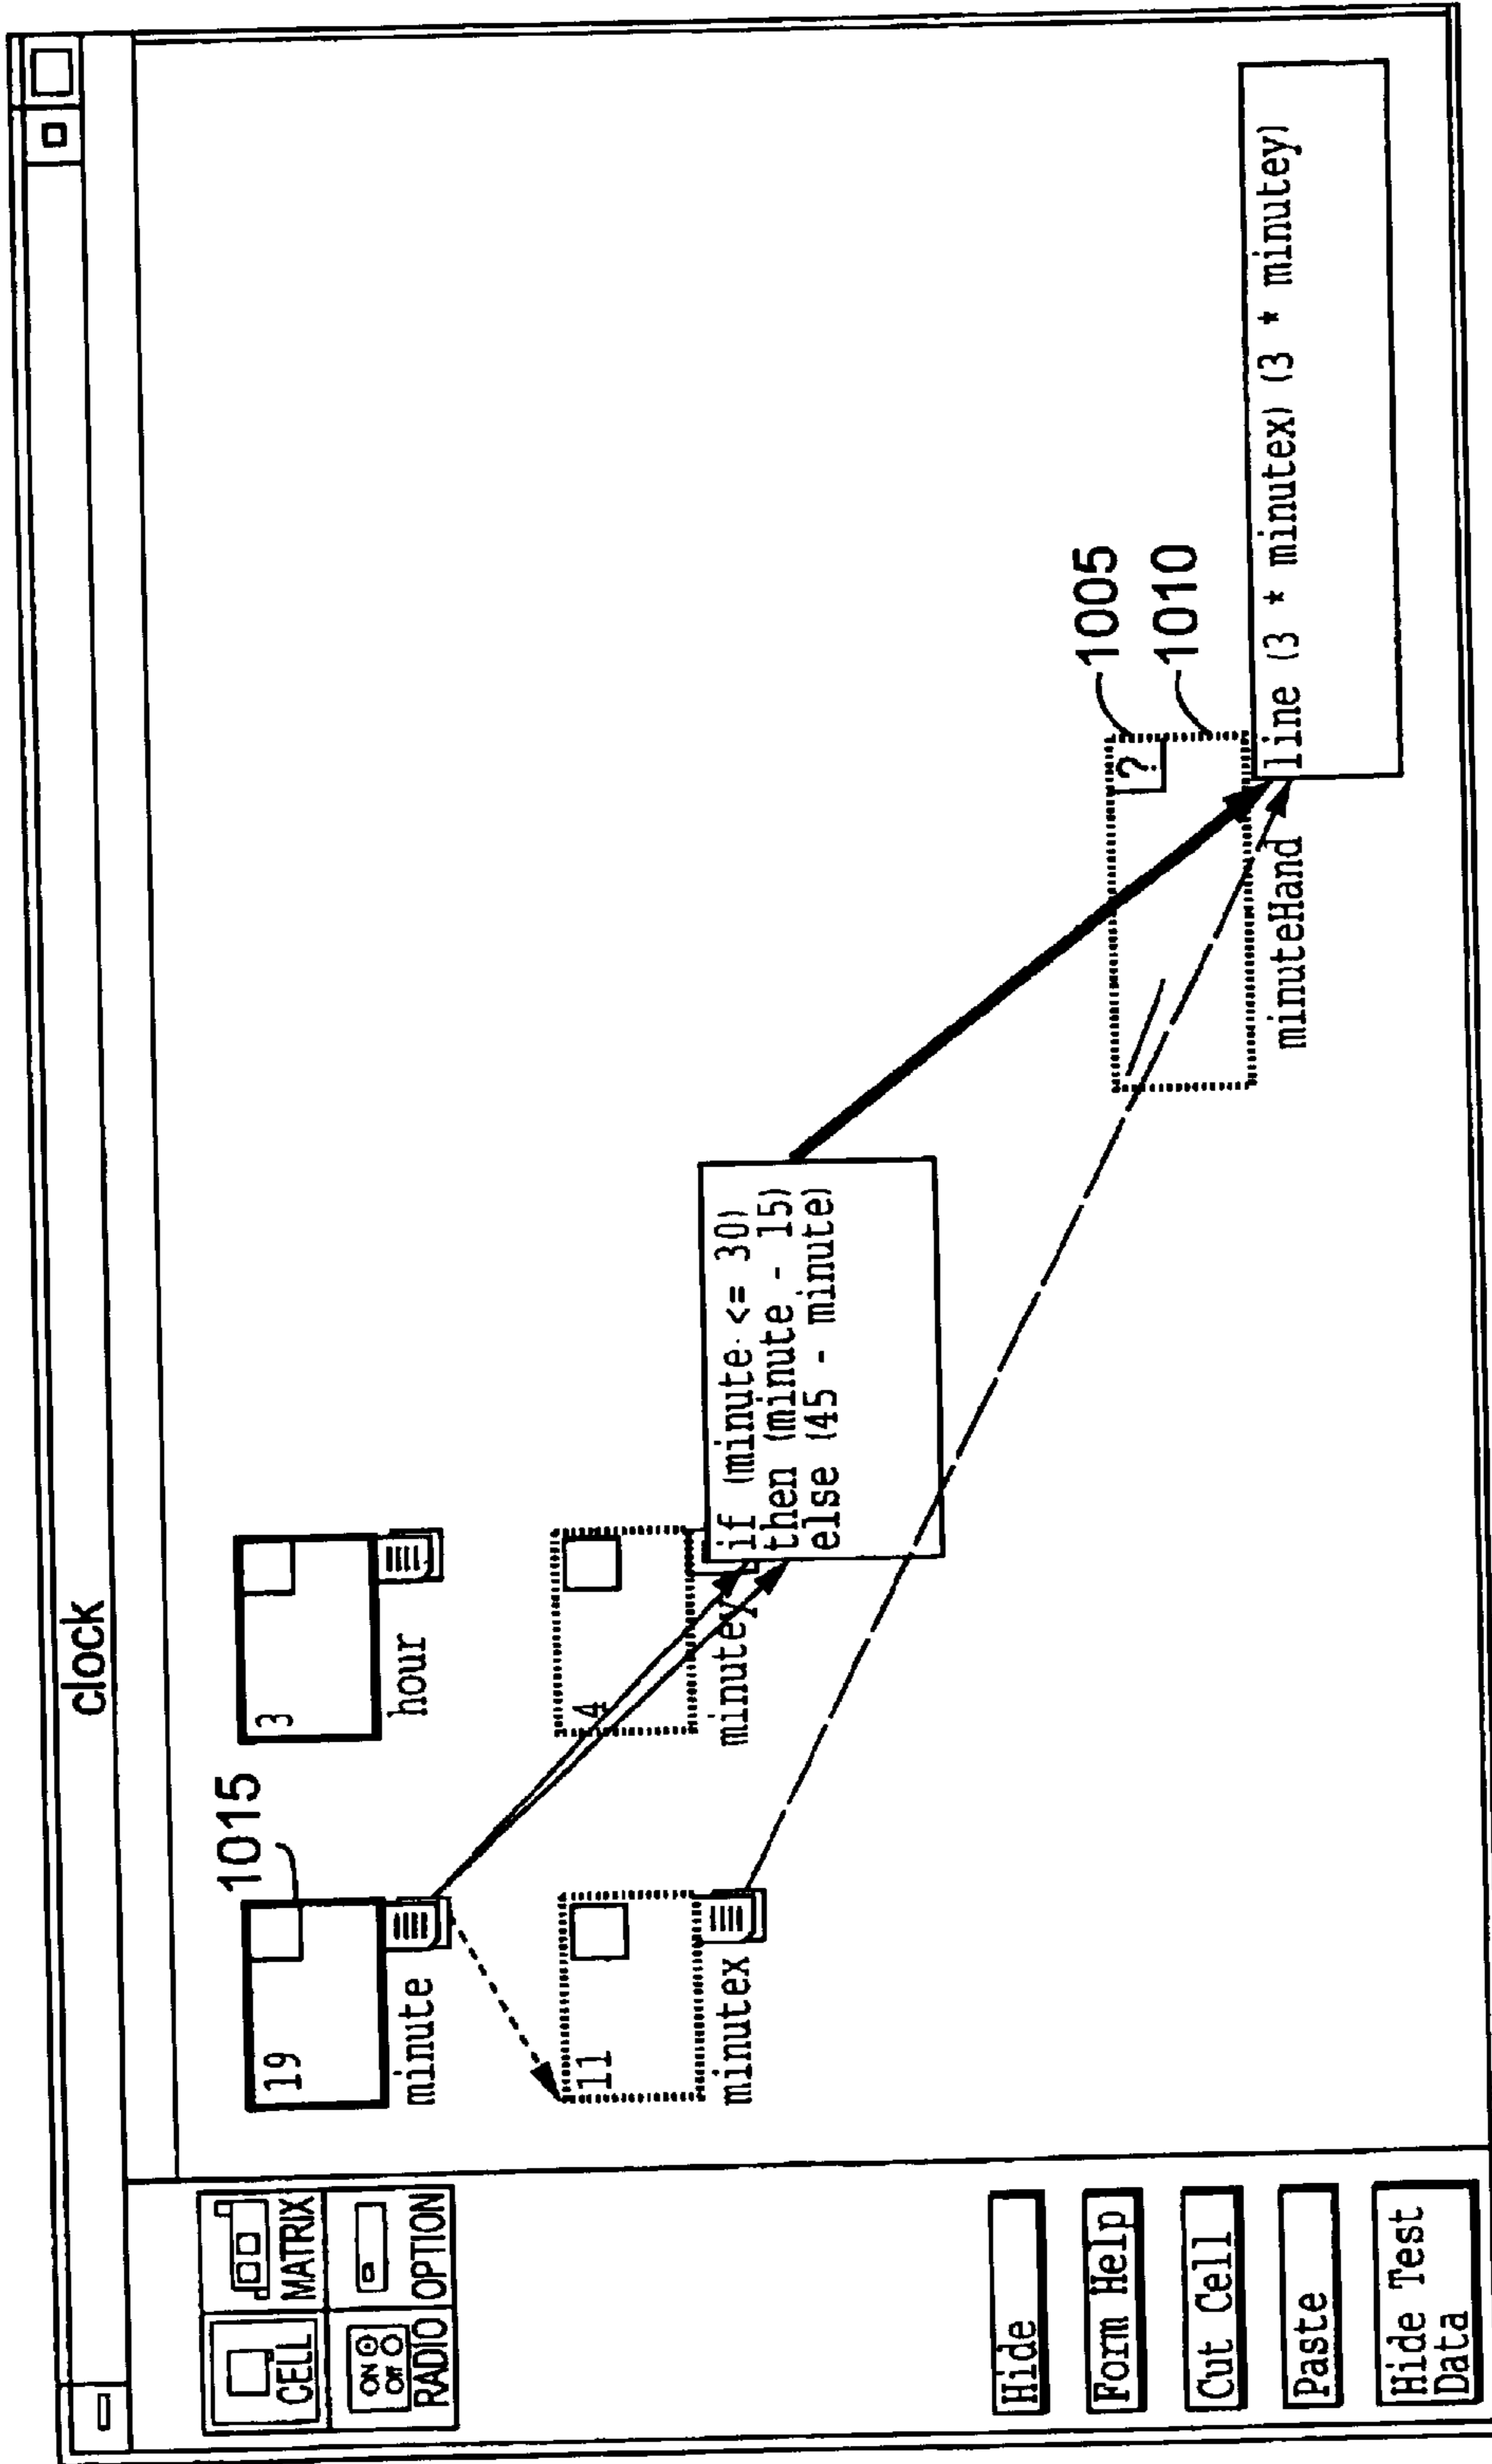 clock
CELL
MATRIX
ON
Off
RADIO
OPTION
Hide
Form Help
Cut Cell
Paste
Hide Test
Data
1015
19
minute
3
hour
11
minutex
4
minutey
if (minute <= 30)
then (minute - 15)
else (45 - minute)
1005
1010
?
minuteHand
line (3 * minutex) (3 * minutey)